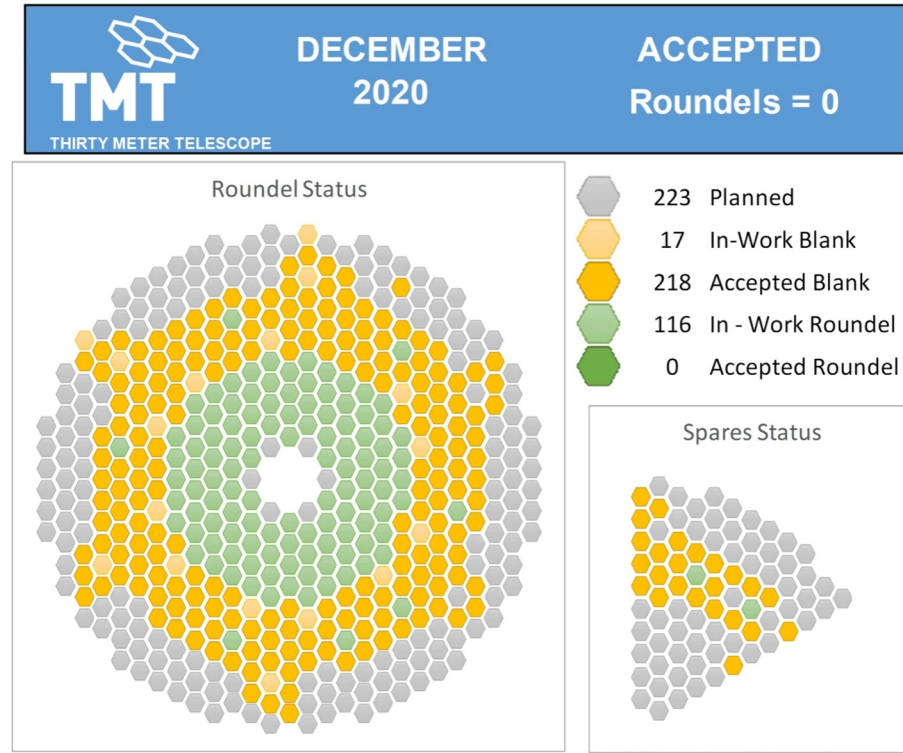 TMT
THIRTY METER TELESCOPE
DECEMBER
2020
ACCEPTED
Roundels = 0
Roundel Status
223 Planned
17 In-Work Blank
218 Accepted Blank
116 In - Work Roundel
0 Accepted Roundel
Spares Status